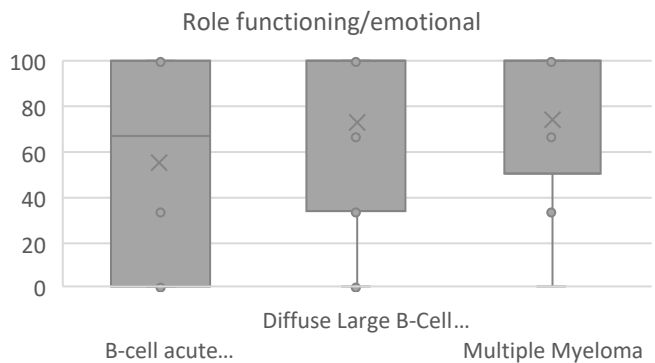 Role functioning/emotional
100
80
60
40
20
0
Diffuse Large B-Cell...
B-cell acute...
Multiple Myeloma